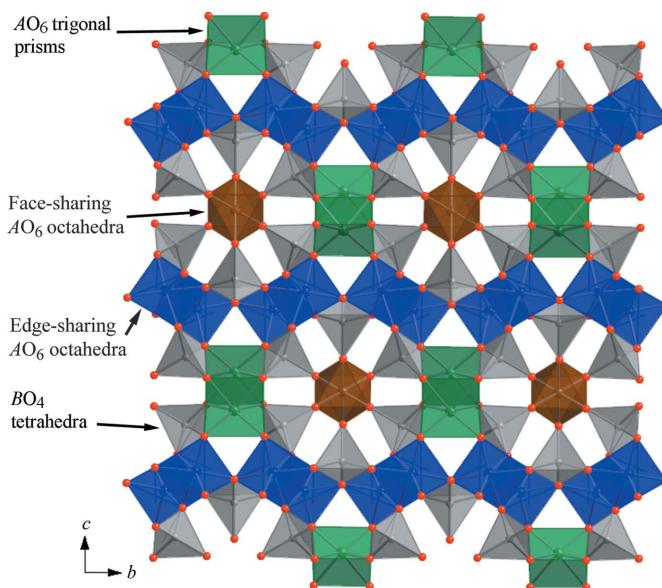 AO₆ trigonal
prisms
Face-sharing
AO₆ octahedra
Edge-sharing
AO₆ octahedra
BO₄
tetrahedra
c
b